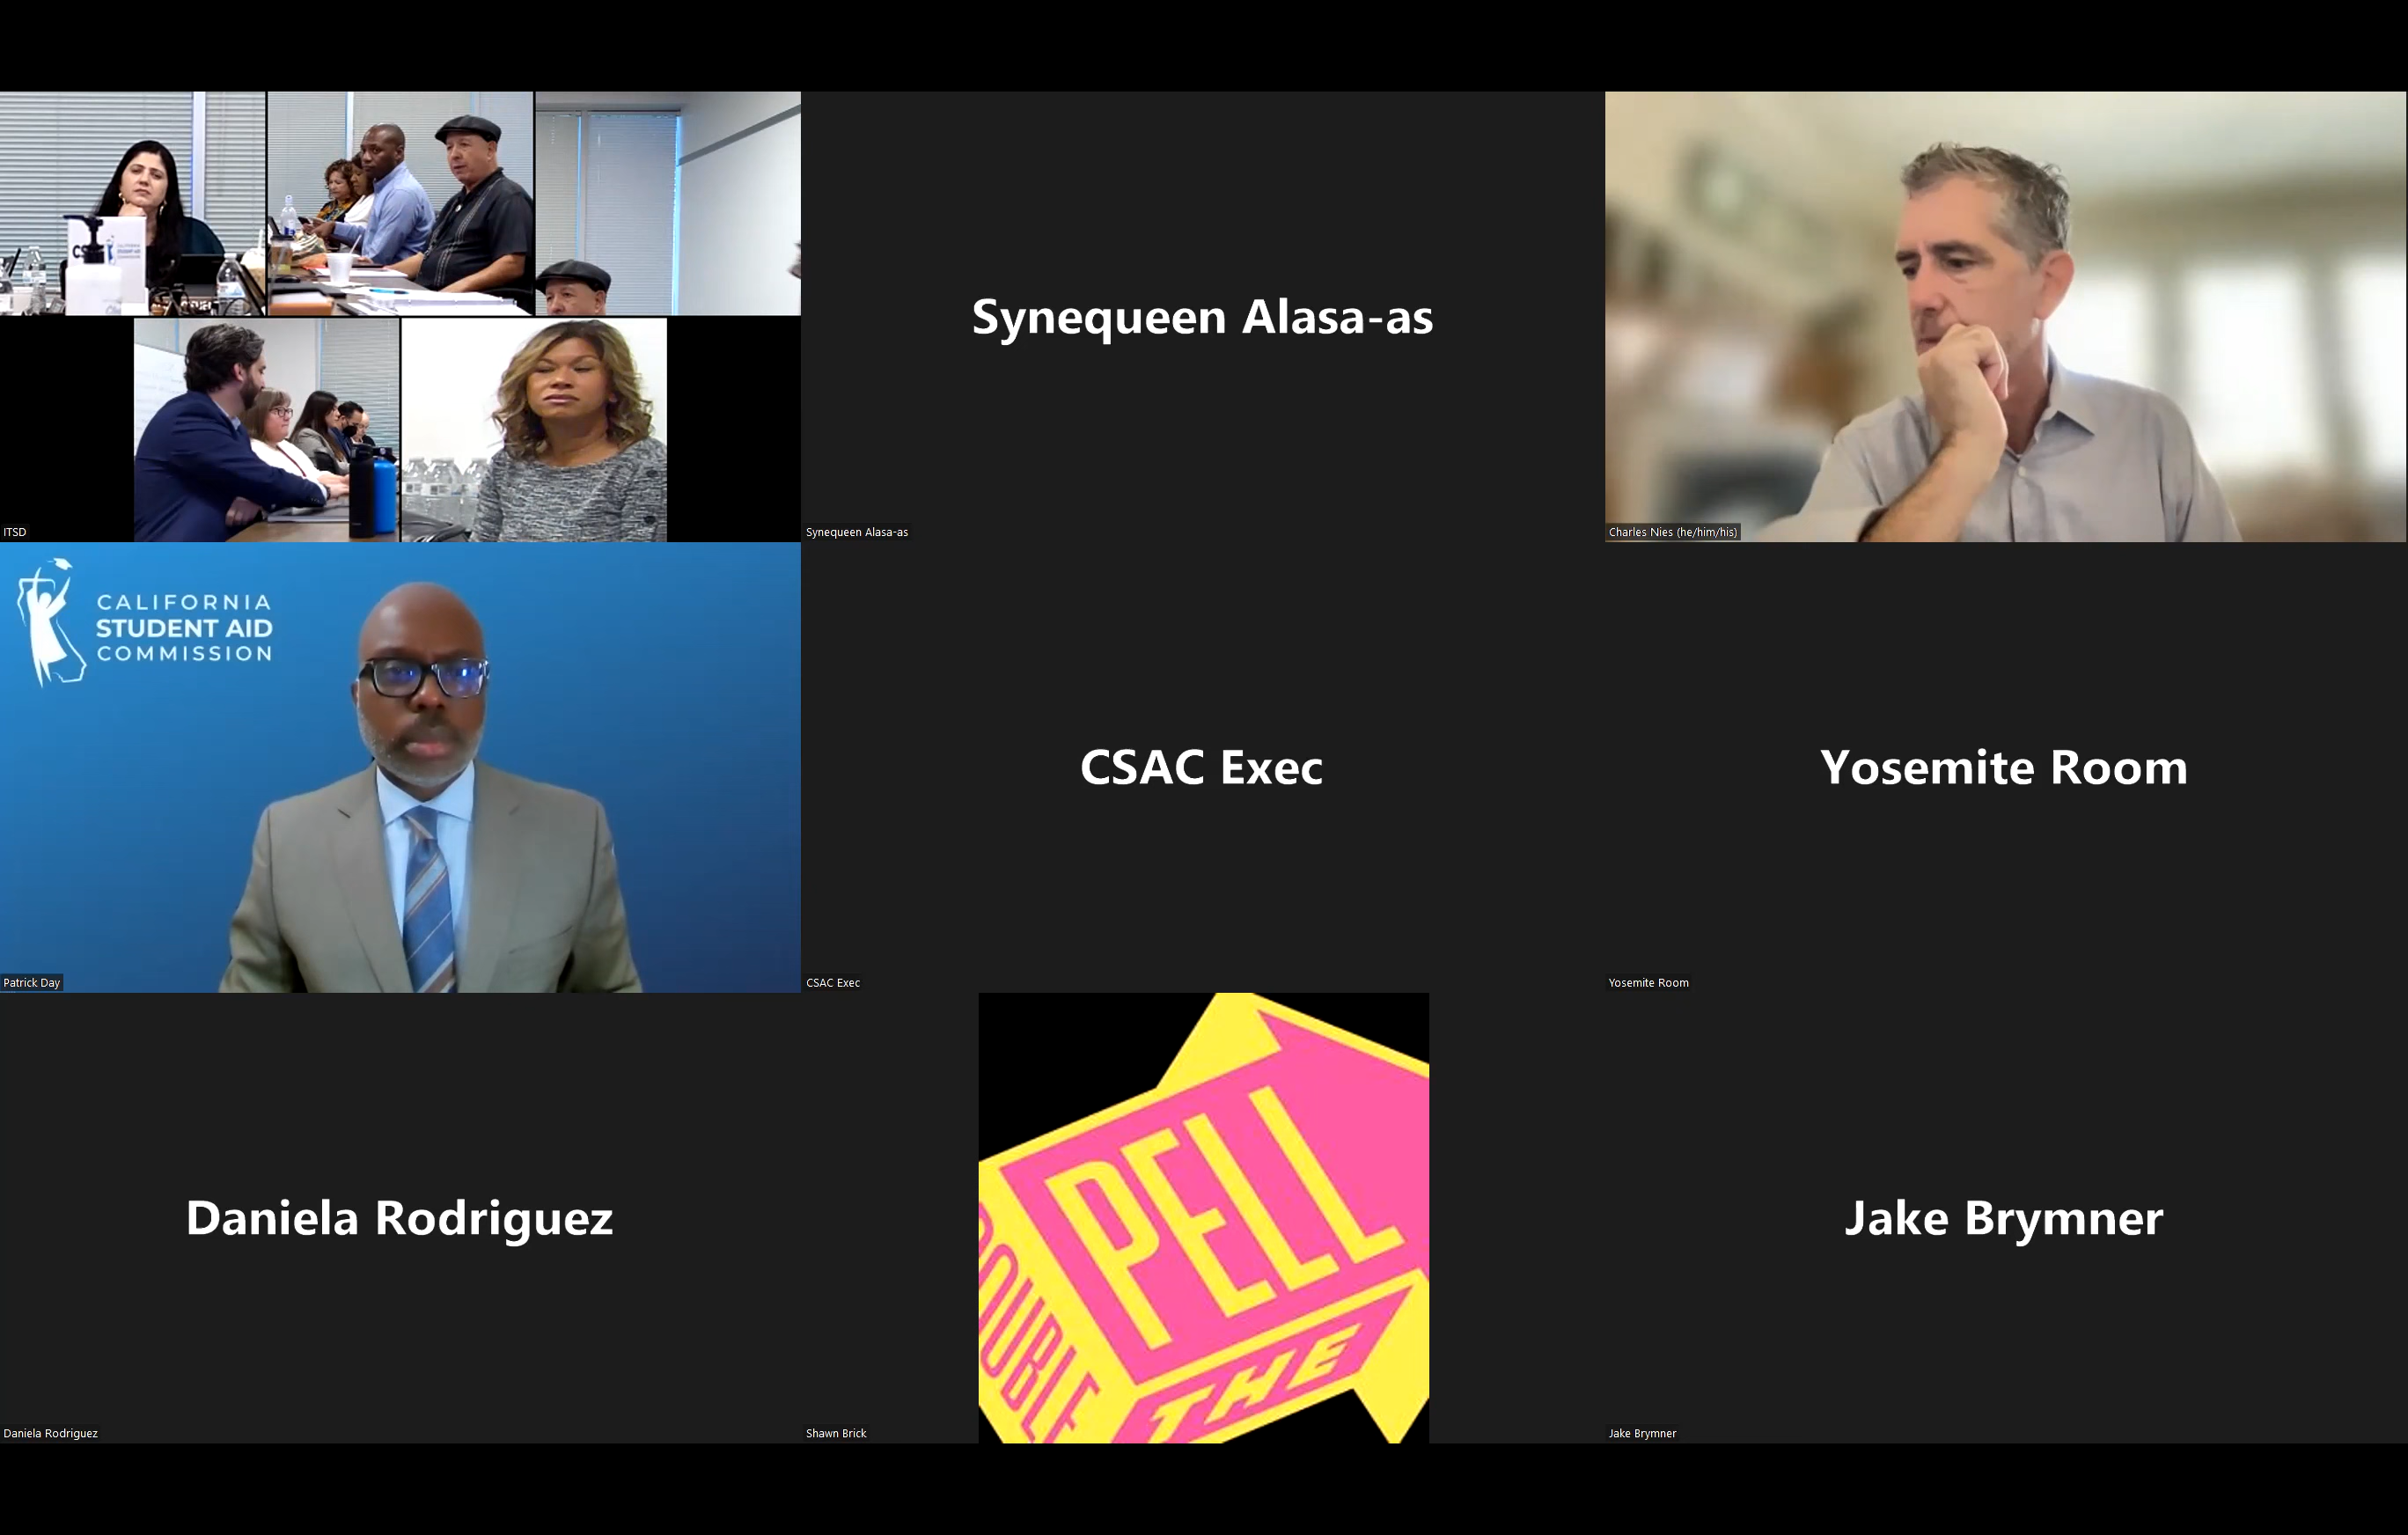 Synequeen Alasa-as
ITSD
Synequeen Alasa-as
Charles Nies (he/him/his)
CALIFORNIA
STUDENT AID
COMMISSION
CSAC Exec
Yosemite Room
Patrick Day
CSAC Exec
Yosemite Room
Daniela Rodriguez
DOUBLE
THE
PELL
Jake Brymner
Daniela Rodriguez
Shawn Brick
Jake Brymner